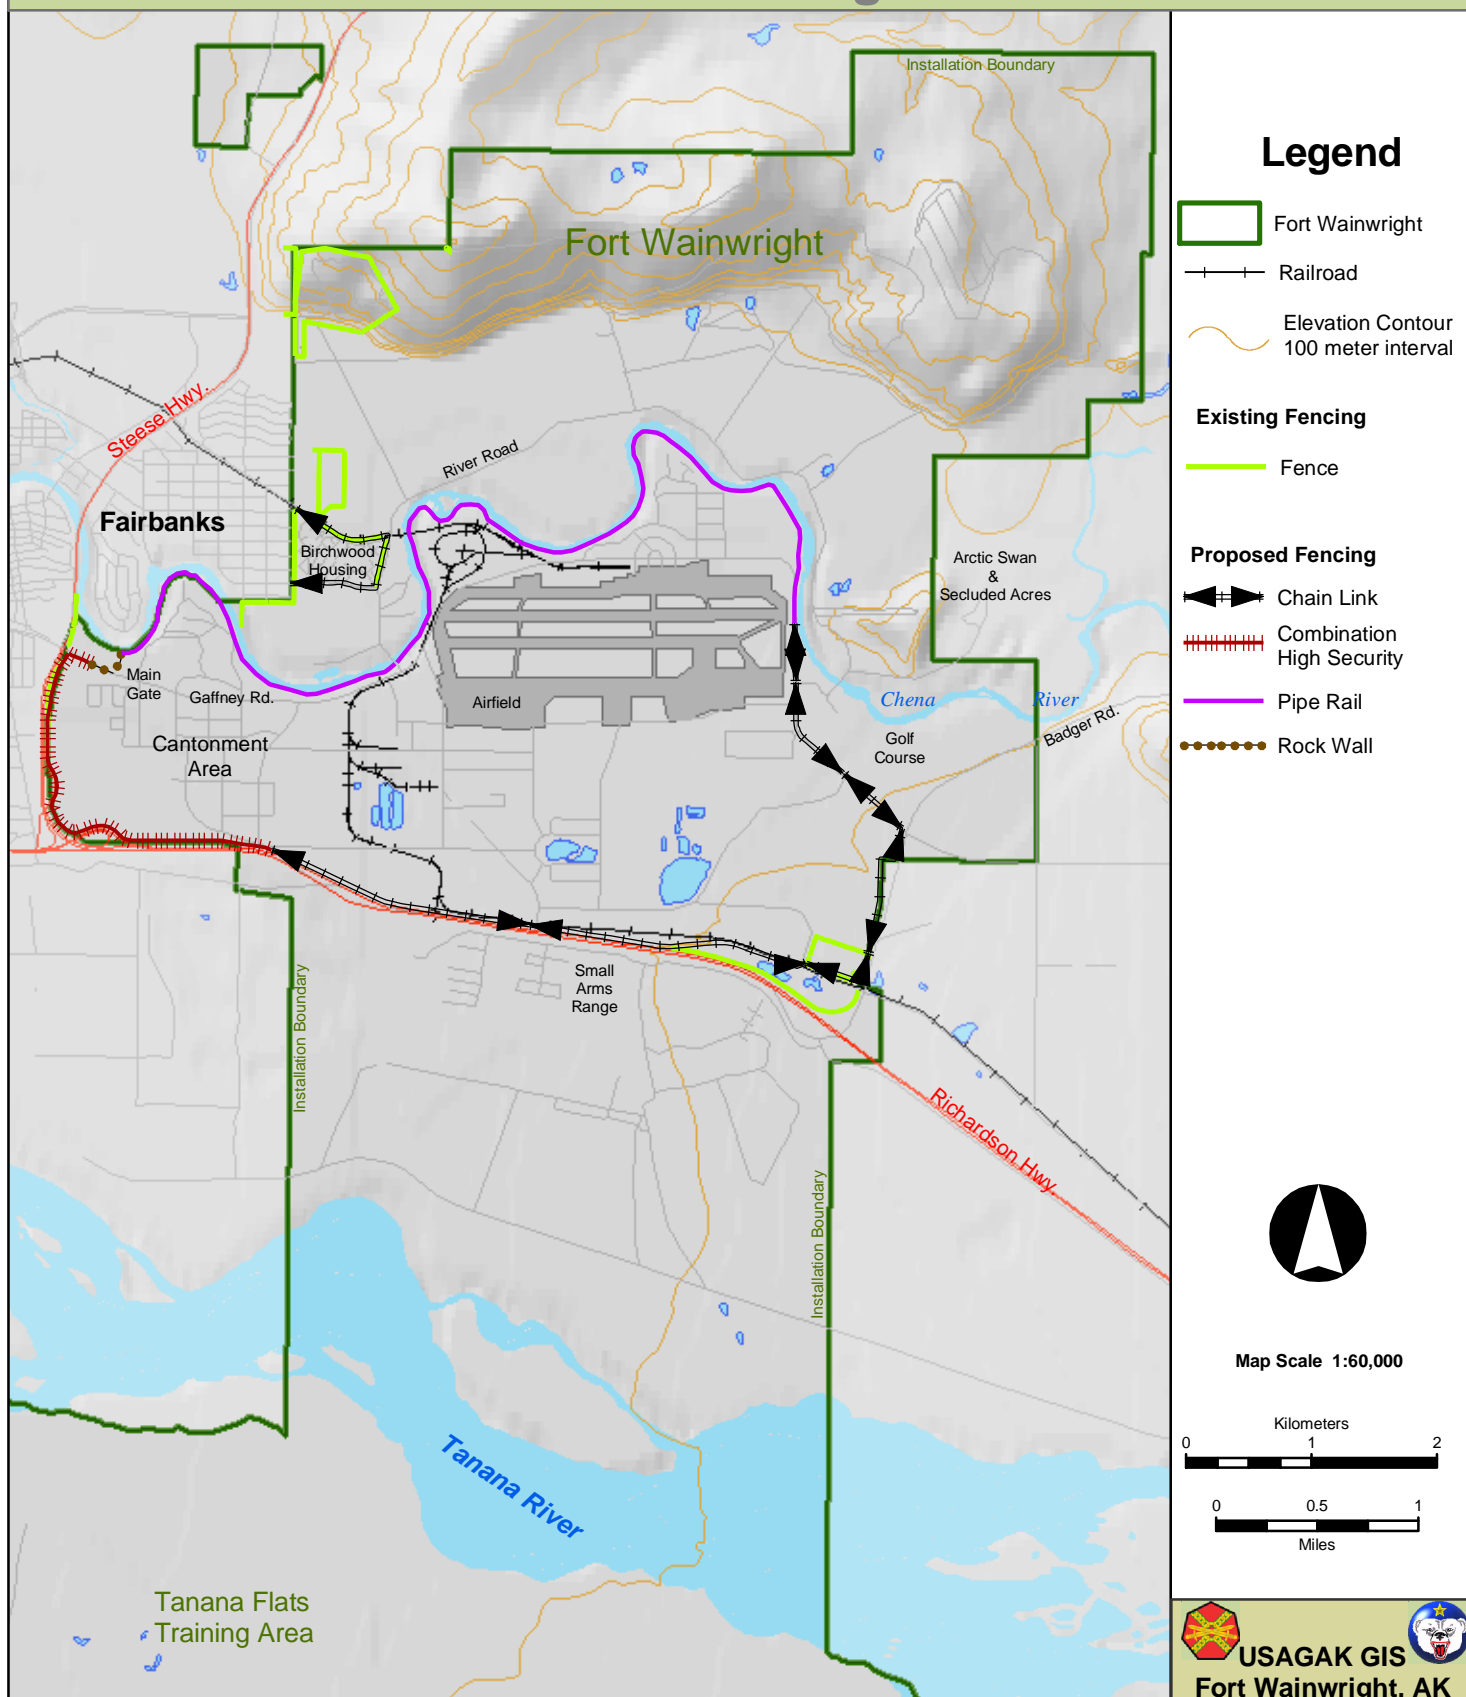 Installation Boundary
Fort Wainwright
Steese Hwy.
River Road
Fairbanks
Birchwood
Housing
Arctic Swan
&
Secluded Acres
Main
Gate
Gaffney Rd.
Airfield
Chena River
Badger Rd.
Cantonment
Area
Golf
Course
Small
Arms
Range
Installation Boundary
Richardson Hwy.
Installation Boundary
Tanana River
Tanana Flats
Training Area
Legend
Fort Wainwright
Railroad
Elevation Contour
100 meter interval
Existing Fencing
Fence
Proposed Fencing
Chain Link
Combination
High Security
Pipe Rail
Rock Wall
Map Scale 1:60,000
Kilometers
0 1 2
0 0.5 1
Miles
USAGAK GIS
Fort Wainwright, AK